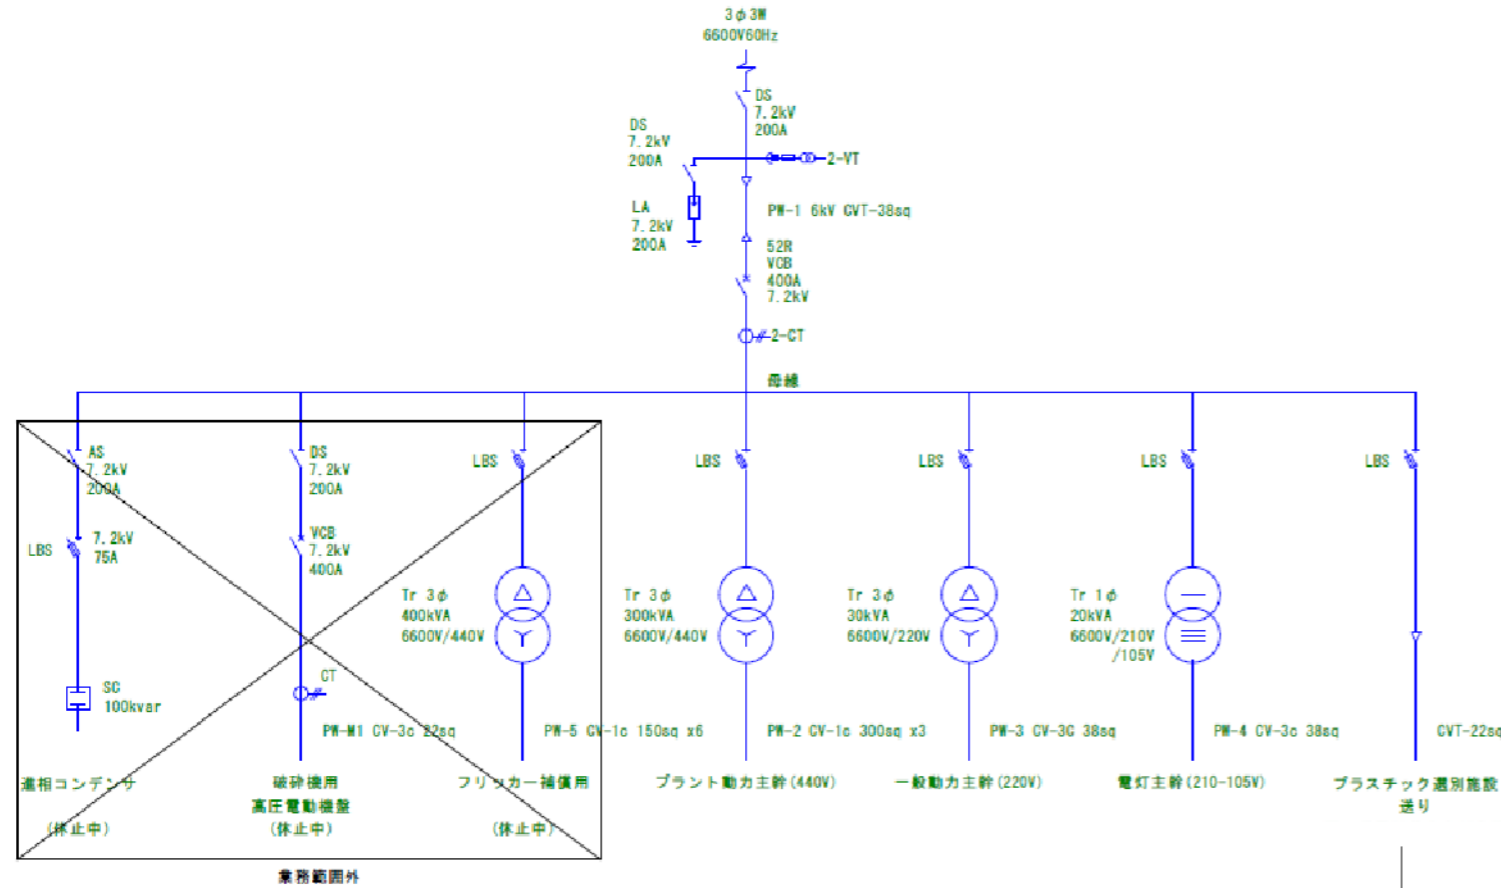 3φ3W
6600V60Hz
DS
7.2kV
200A
DS
7.2kV
200A
2-VT
LA
7.2kV
200A
PW-1 6kV CVT-38sq
52R
VCB
400A
7.2kV
2-CT
母線
AS
7.2kV
200A
DS
7.2kV
200A
LBS
LBS
LBS
LBS
LBS
LBS
7.2kV
75A
VCB
7.2kV
400A
Tr 3φ
400kVA
6600V/440V
Tr 3φ
300kVA
6600V/440V
Tr 3φ
30kVA
6600V/220V
Tr 1φ
20kVA
6600V/210V
/105V
SC
100kvar
CT
PW-M1 CV-3c 22sq
PW-5 CV-1c 150sq x6
PW-2 CV-1c 300sq x3
PW-3 CV-3C 38sq
PW-4 CV-3c 38sq
CVT-22sq
進相コンデンサ
(休止中)
破砕機用
高圧電動機盤
(休止中)
フリッカー補償用
(休止中)
プラント動力主幹(440V)
一般動力主幹(220V)
電灯主幹(210-105V)
プラスチック選別施設
送り
業務範囲外